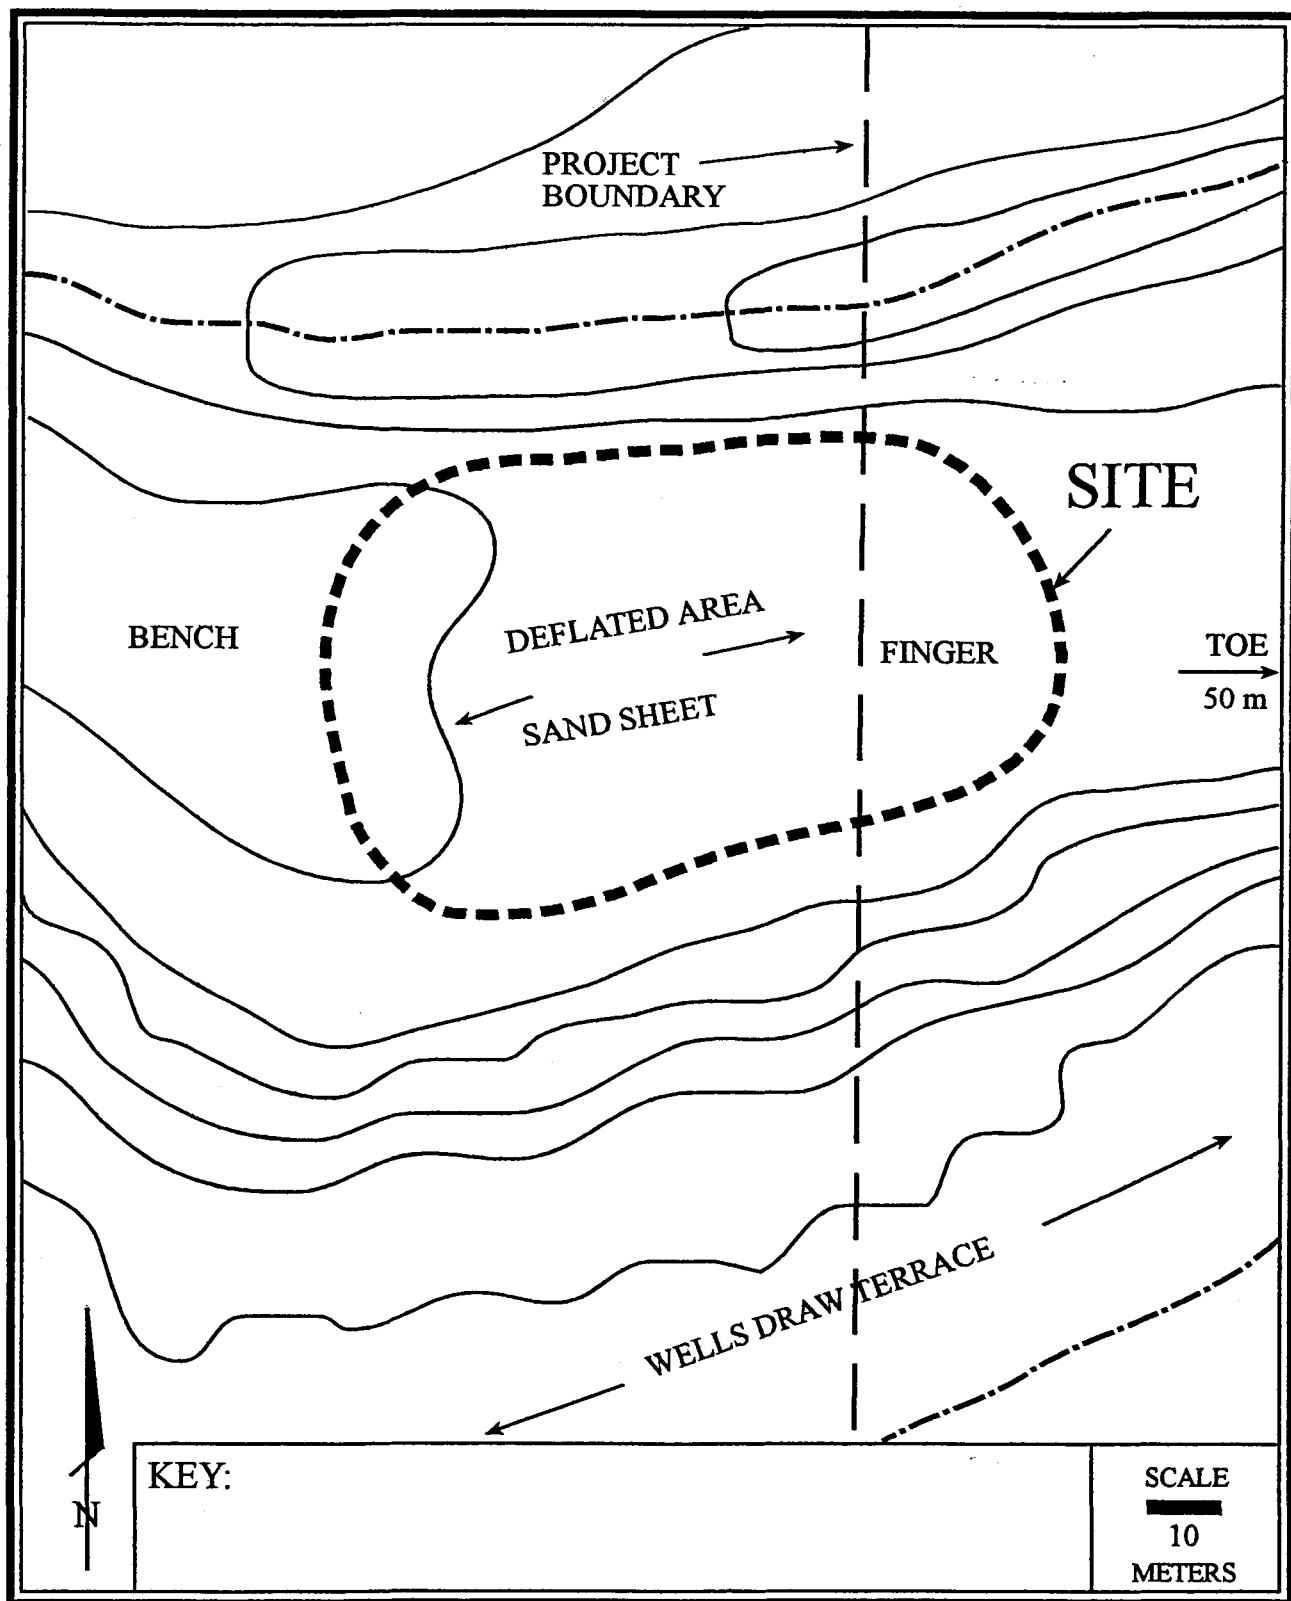 PROJECT
BOUNDARY
SITE
DEFLATED AREA
BENCH
FINGER
TOE
50 m
SAND SHEET
WELLS DRAW TERRACE
N
KEY:
SCALE
10
METERS